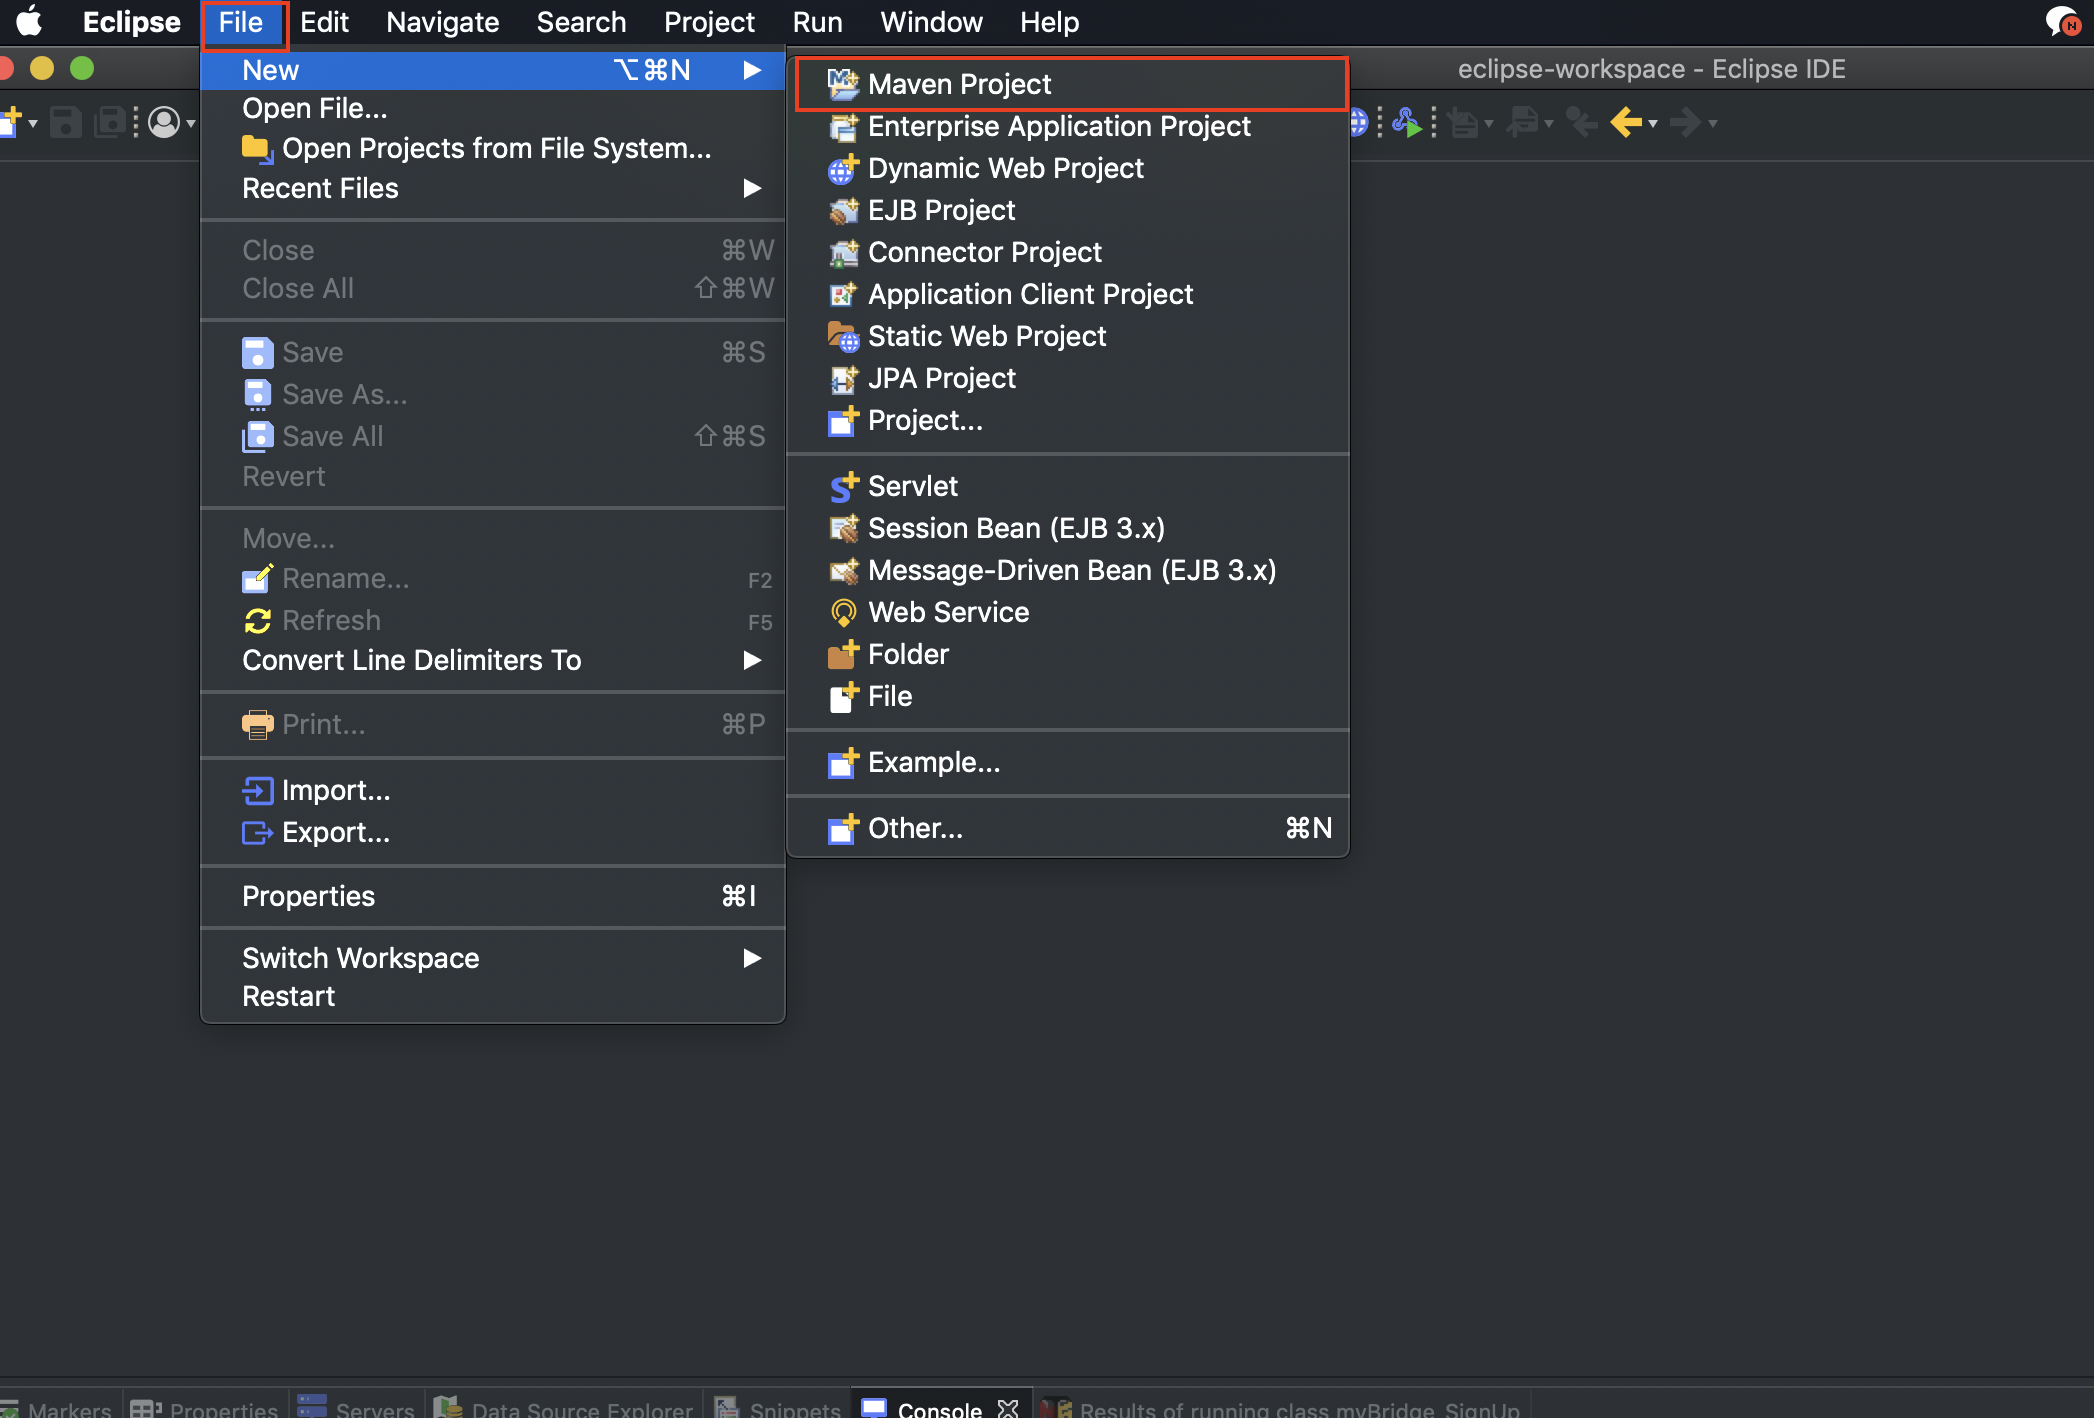 Eclipse File Edit Navigate Search Project Run Window Help
eclipse-workspace - Eclipse IDE
New ⌥⌘N
Open File...
Open Projects from File System...
Recent Files
Close ⌘W
Close All ⇧⌘W
Save ⌘S
Save As...
Save All ⇧⌘S
Revert
Move...
Rename... F2
Refresh F5
Convert Line Delimiters To
Print... ⌘P
Import...
Export...
Properties ⌘I
Switch Workspace
Restart
Maven Project
Enterprise Application Project
Dynamic Web Project
EJB Project
Connector Project
Application Client Project
Static Web Project
JPA Project
Project...
Servlet
Session Bean (EJB 3.x)
Message-Driven Bean (EJB 3.x)
Web Service
Folder
File
Example...
Other... ⌘N
Markers Properties Servers Data Source Explorer Snippets Console Results of running class myBridge_SignUp